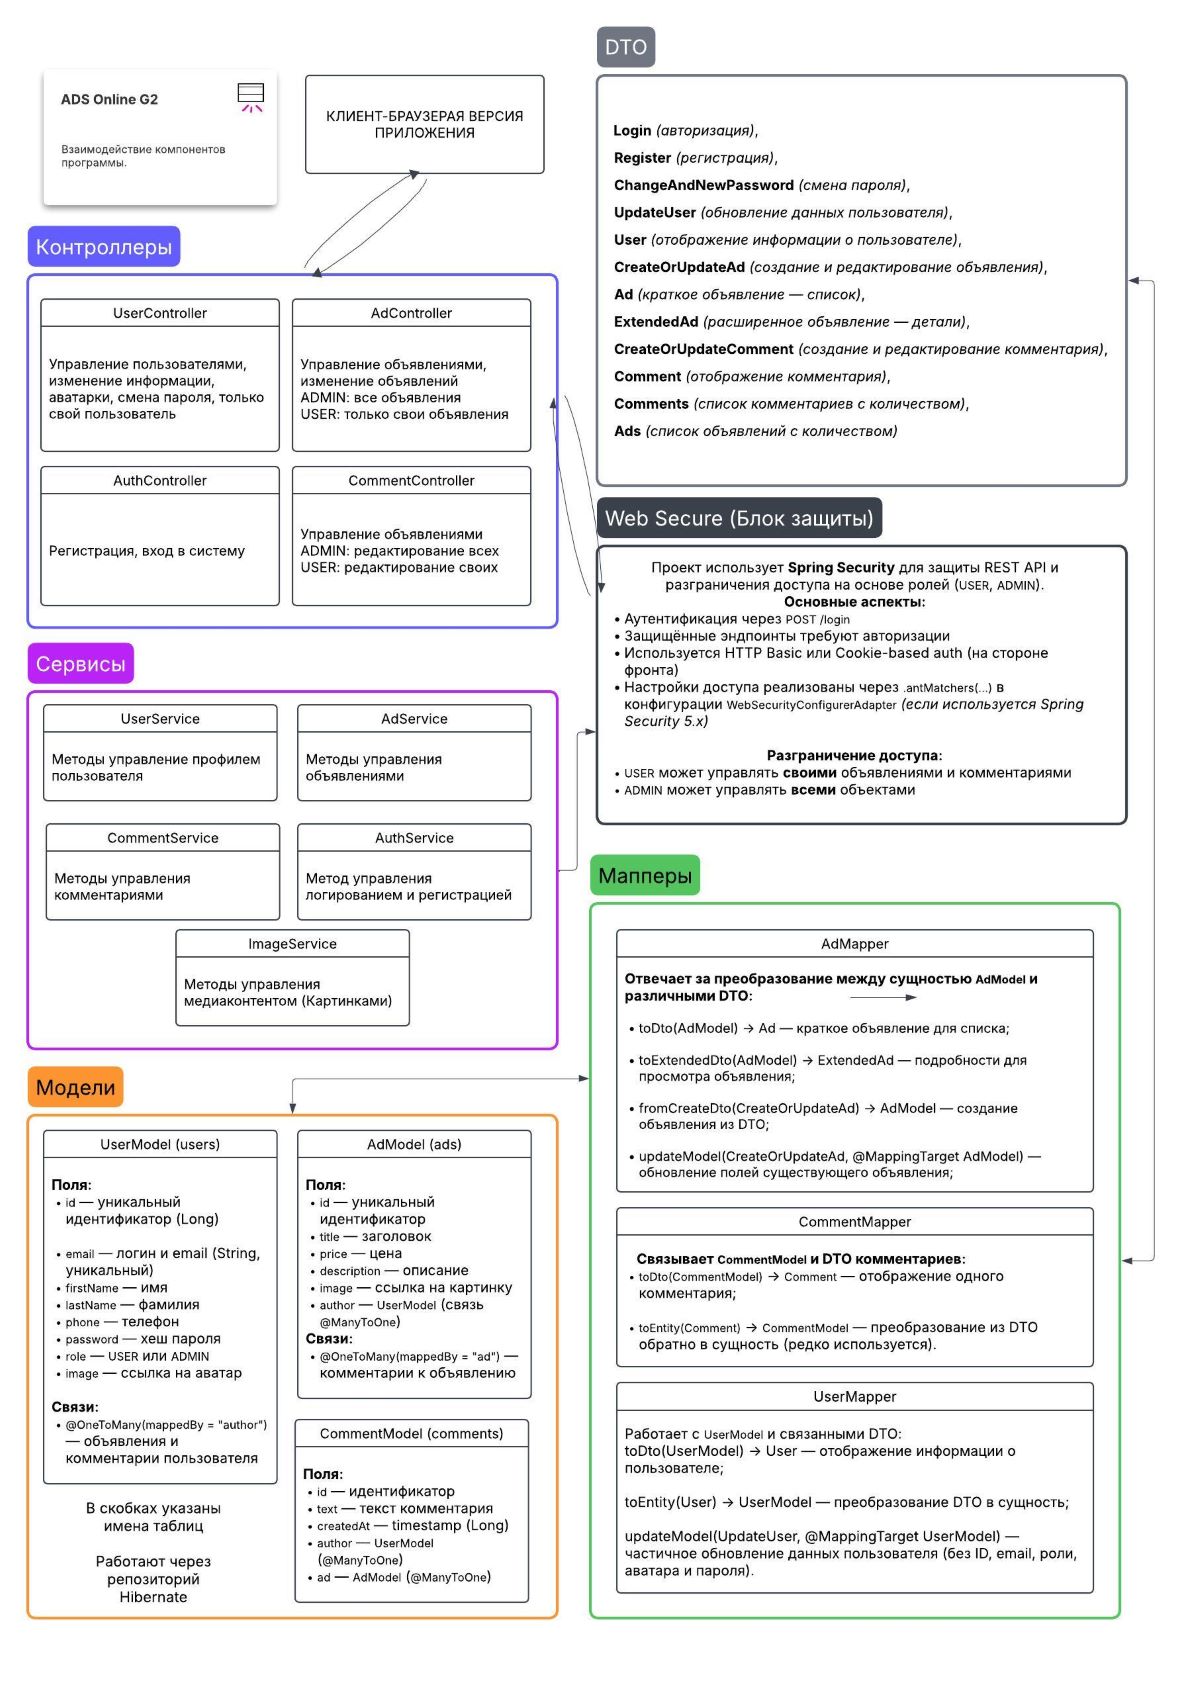 ADS Online G2
Взаимодействие компонентов
программы.
КЛИЕНТ-БРАУЗЕРАЯ ВЕРСИЯ
ПРИЛОЖЕНИЯ
DTO
Login (авторизация),
Register (регистрация),
ChangeAndNewPassword (смена пароля),
UpdateUser (обновление данных пользователя),
User (отображение информации о пользователе),
CreateOrUpdateAd (создание и редактирование объявления),
Ad (краткое объявление — список),
ExtendedAd (расширенное объявление — детали),
CreateOrUpdateComment (создание и редактирование комментария),
Comment (отображение комментария),
Comments (список комментариев с количеством),
Ads (список объявлений с количеством)
Контроллеры
UserController
Управление пользователями,
изменение информации,
аватарки, смена пароля, только
свой пользователь
AdController
Управление объявлениями,
изменение объявлений
ADMIN: все объявления
USER: только свои объявления
AuthController
Регистрация, вход в систему
CommentController
Управление объявлениями
ADMIN: редактирование всех
USER: редактирование своих
Web Secure (Блок защиты)
Проект использует Spring Security для защиты REST API и
разграничения доступа на основе ролей (USER, ADMIN).
Основные аспекты:
• Аутентификация через POST /login
• Защищённые эндпоинты требуют авторизации
• Используется HTTP Basic или Cookie-based auth (на стороне
фронта)
• Настройки доступа реализованы через .antMatchers(...) в
конфигурации WebSecurityConfigurerAdapter (если используется Spring
Security 5.x)
Разграничение доступа:
• USER может управлять своими объявлениями и комментариями
• ADMIN может управлять всеми объектами
Сервисы
UserService
Методы управление профилем
пользователя
AdService
Методы управления
объявлениями
CommentService
Методы управления
комментариями
AuthService
Метод управления
логированием и регистрацией
ImageService
Методы управления
медиаконтентом (Картинками)
Мапперы
AdMapper
Отвечает за преобразование между сущностью AdModel и
различными DTO:
• toDto(AdModel) → Ad — краткое объявление для списка;
• toExtendedDto(AdModel) → ExtendedAd — подробности для
просмотра объявления;
• fromCreateDto(CreateOrUpdateAd) → AdModel — создание
объявления из DTO;
• updateModel(CreateOrUpdateAd, @MappingTarget AdModel) —
обновление полей существующего объявления;
CommentMapper
Связывает CommentModel и DTO комментариев:
• toDto(CommentModel) → Comment — отображение одного
комментария;
• toEntity(Comment) → CommentModel — преобразование из DTO
обратно в сущность (редко используется).
UserMapper
Работает с UserModel и связанными DTO:
toDto(UserModel) → User — отображение информации о
пользователе;
toEntity(User) → UserModel — преобразование DTO в сущность;
updateModel(UpdateUser, @MappingTarget UserModel) —
частичное обновление данных пользователя (без ID, email, роли,
аватара и пароля).
Модели
UserModel (users)
Поля:
• id — уникальный
идентификатор (Long)
• email — логин и email (String,
уникальный)
• firstName — имя
• lastName — фамилия
• phone — телефон
• password — хеш пароля
• role — USER или ADMIN
• image — ссылка на аватар
Связи:
• @OneToMany(mappedBy = "author")
— объявления и
комментарии пользователя
В скобках указаны
имена таблиц
Работают через
репозиторий
Hibernate
AdModel (ads)
Поля:
• id — уникальный
идентификатор
• title — заголовок
• price — цена
• description — описание
• image — ссылка на картинку
• author — UserModel (связь
@ManyToOne)
Связи:
• @OneToMany(mappedBy = "ad") —
комментарии к объявлению
CommentModel (comments)
Поля:
• id — идентификатор
• text — текст комментария
• createdAt — timestamp (Long)
• author — UserModel
(@ManyToOne)
• ad — AdModel (@ManyToOne)